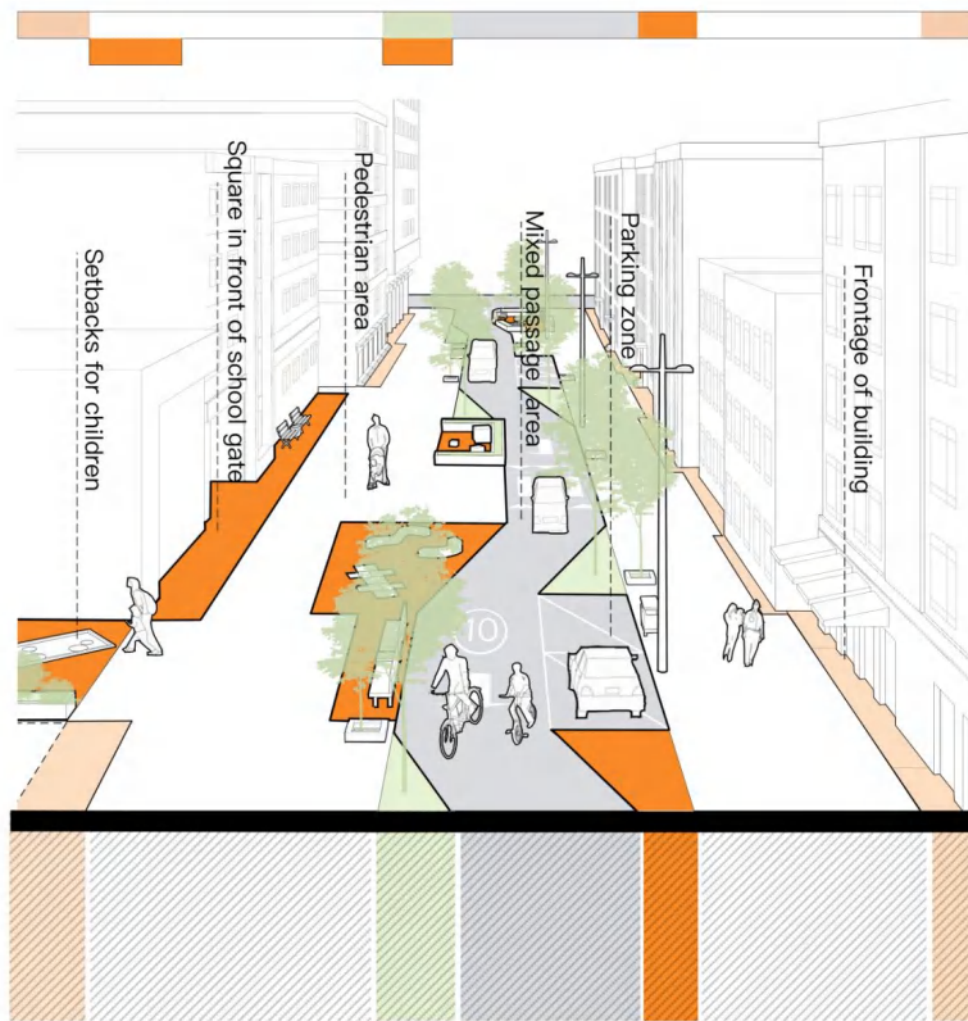 Setbacks for children
Square in front of school gate
Pedestrian area
Mixed passage area
Parking zone
Frontage of building
10